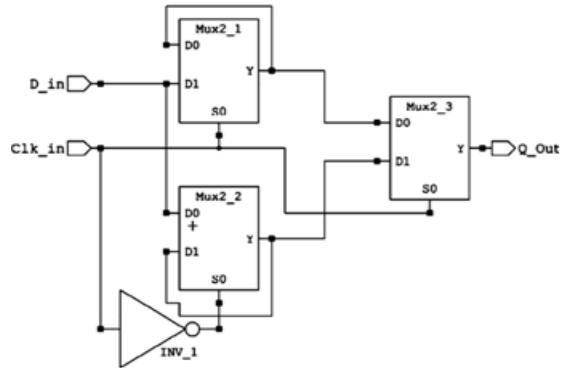 Mux2_1
D0
D_in
D1
Y
S0
Mux2_3
D0
Clk_in
D1
Y
Q_Out
S0
Mux2_2
D0
D1
Y
S0
INV_1